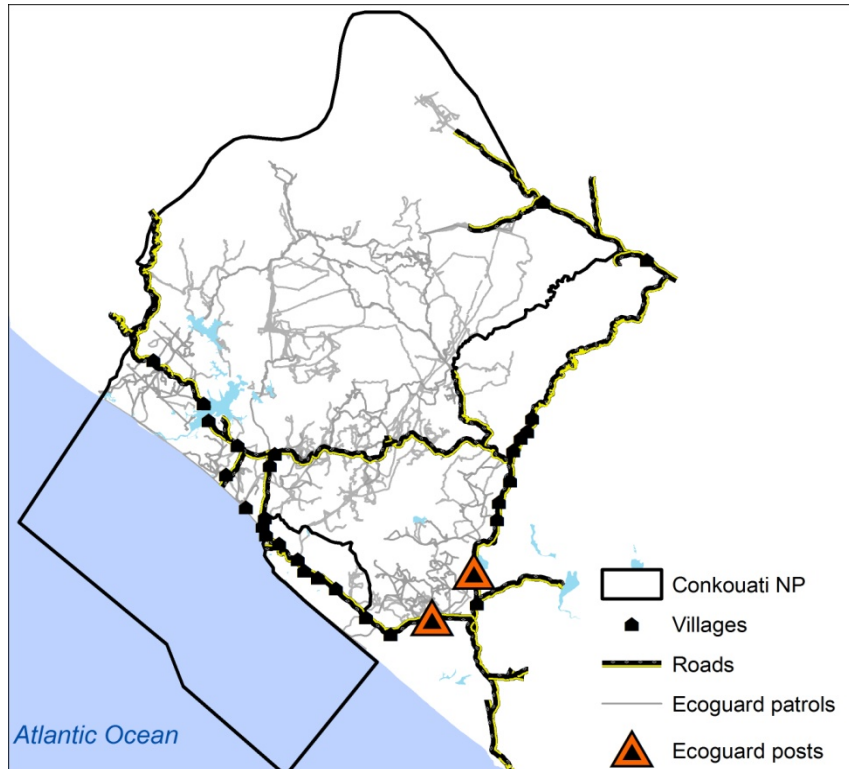 Conkouati NP
Villages
Roads
Ecoguard patrols
Atlantic Ocean
Ecoguard posts